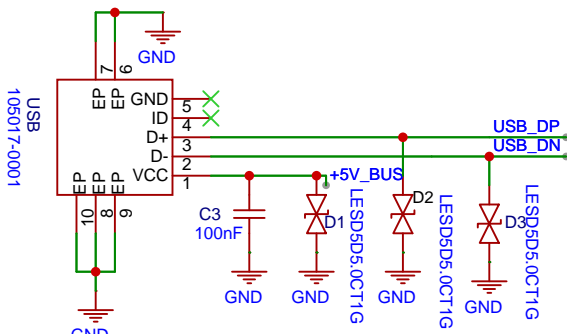 GND
7
6
EP
EP
USB
105017-0001
GND
5
ID
4
D+
3
D-
2
VCC
1
EP
EP
EP
10
8
9
USB_DP
USB_DN
+5V_BUS
C3
100nF
D1
LESD5D5.0CT1G
D2
LESD5D5.0CT1G
D3
LESD5D5.0CT1G
GND
GND
GND
GND
GND